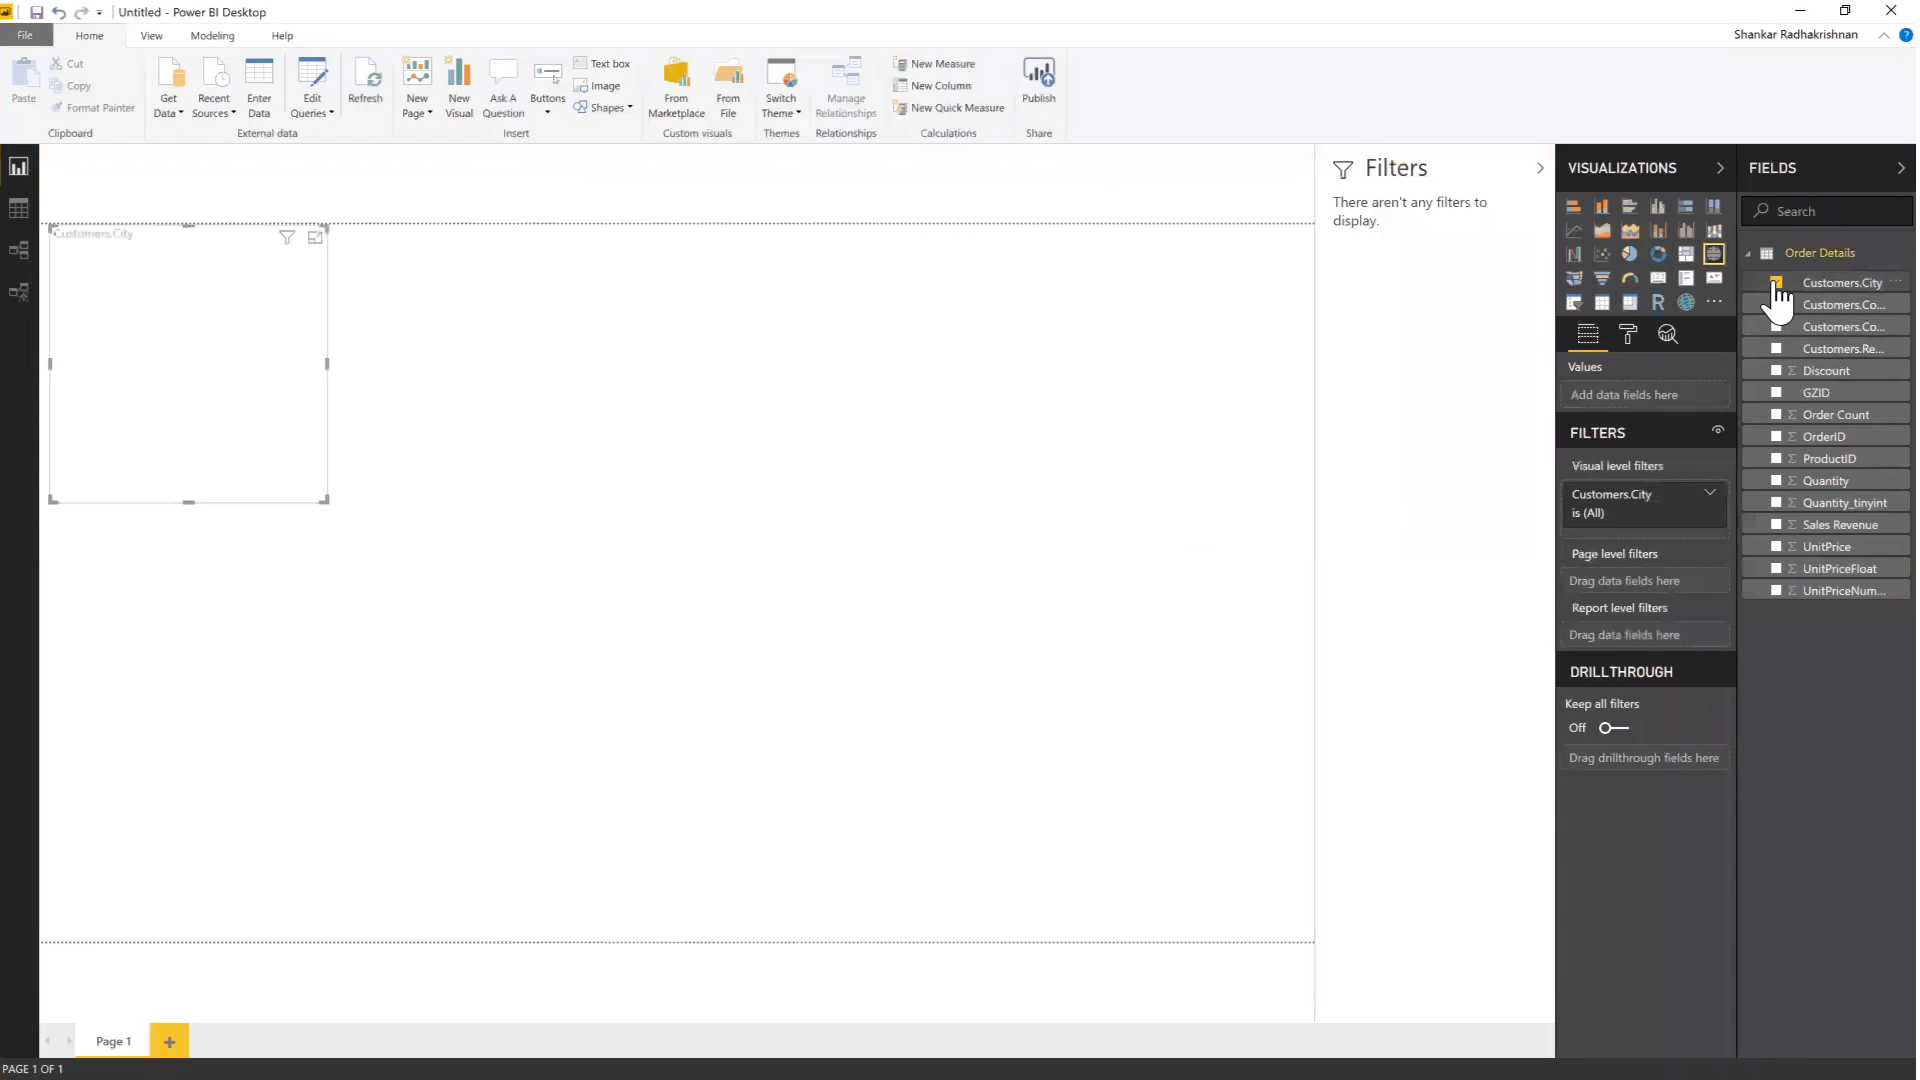 Untitled - Power BI Desktop
File Home View Modeling Help
Shankar Radhakrishnan
Paste
Cut
Copy
Format Painter
Clipboard
Get Data
Recent Sources
Enter Data
Edit Queries
External data
Refresh
New Page
New Visual
Ask A Question
Buttons
Text box
Image
Shapes
Insert
From Marketplace
From File
Custom visuals
Switch Theme
Themes
Manage Relationships
Relationships
New Measure
New Column
New Quick Measure
Calculations
Publish
Share
Customers.City
Filters
There aren't any filters to
display.
VISUALIZATIONS
R
Values
Add data fields here
FILTERS
Visual level filters
Customers.City
is (All)
Page level filters
Drag data fields here
Report level filters
Drag data fields here
DRILLTHROUGH
Keep all filters
Off
Drag drillthrough fields here
FIELDS
Search
Order Details
Customers.City
Customers.Co...
Customers.Co...
Customers.Re...
Σ Discount
GZID
Σ Order Count
Σ OrderID
Σ ProductID
Σ Quantity
Σ Quantity_tinyint
Σ Sales Revenue
Σ UnitPrice
Σ UnitPriceFloat
Σ UnitPriceNum...
Page 1
PAGE 1 OF 1